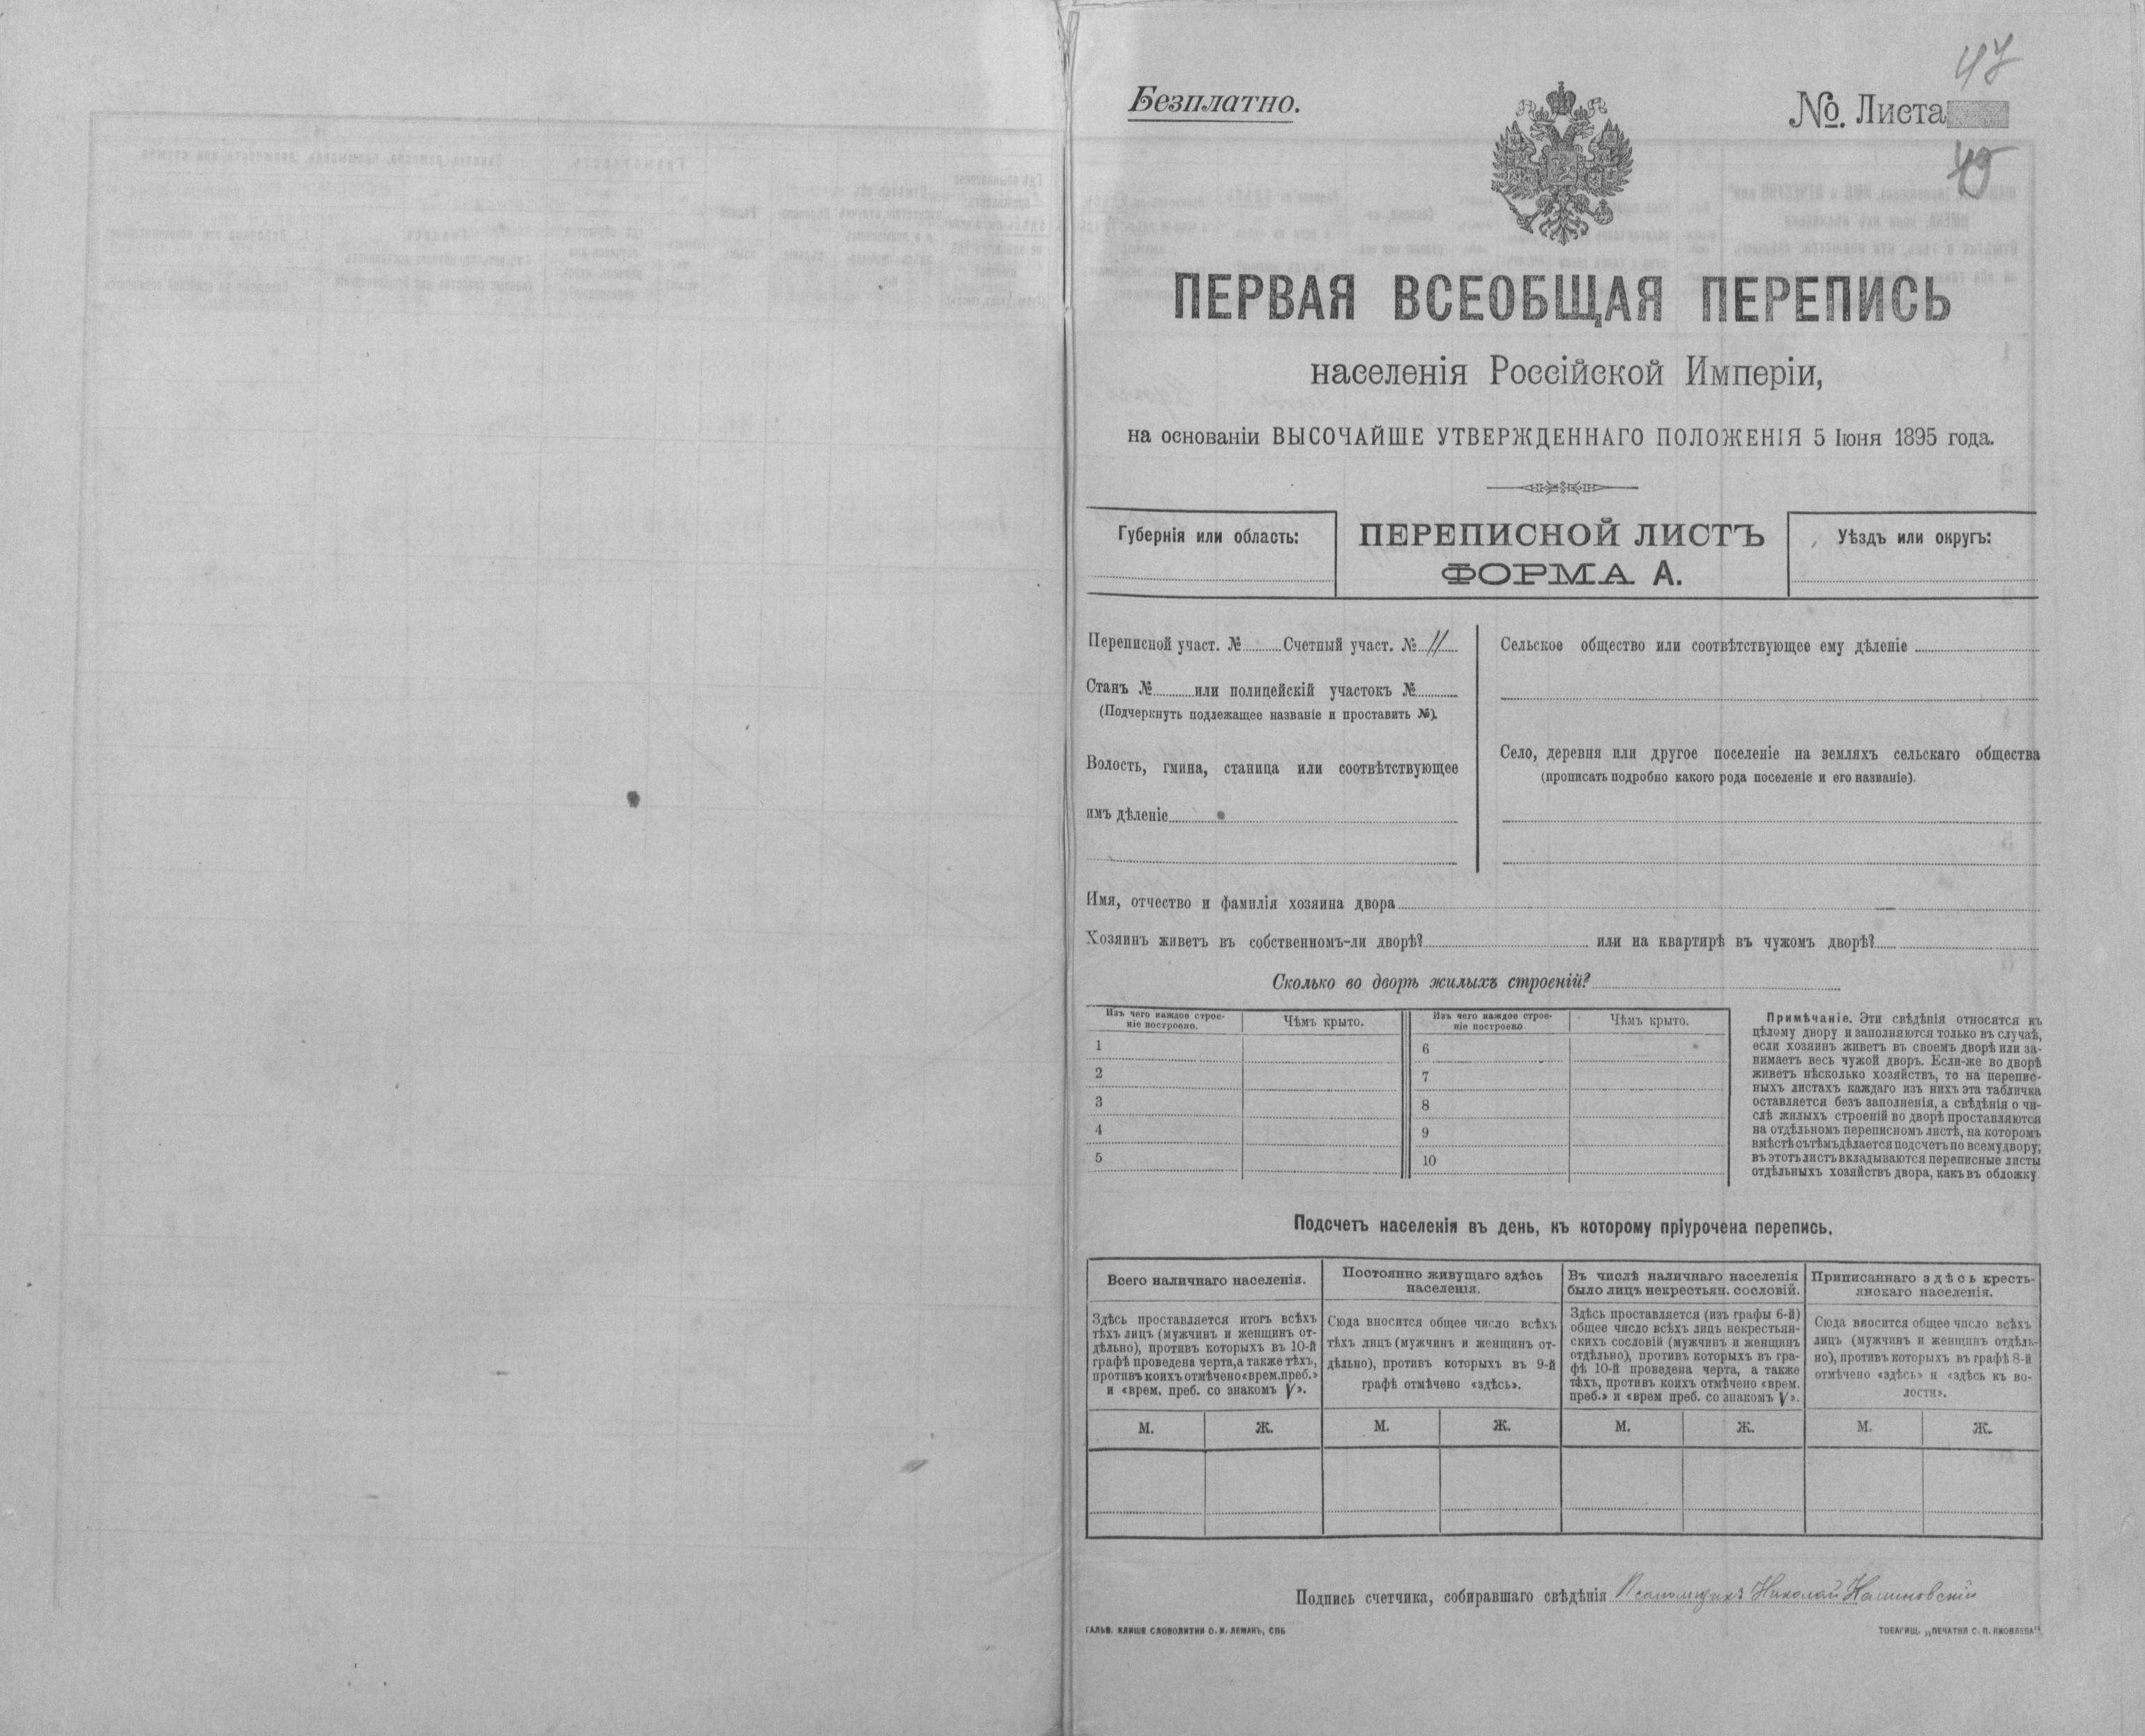 47
Безплатно.
№. Листа
ПЕРВАЯ ВСЕОБЩАЯ ПЕРЕПИСЬ
населенія Россійской Имперіи,
на основаніи ВЫСОЧАЙШЕ УТВЕРЖДЕННАГО ПОЛОЖЕНІЯ 5 Іюня 1895 года.
Губернія или область:
ПЕРЕПИСНОЙ ЛИСТЪ
ФОРМА А.
Уѣздъ или округъ:
Переписной участ. № Счетный участ. № 11
Станъ № или полицейскій участокъ №
(Подчеркнуть подлежащее названіе и проставить №).
Волость, гмина, станица или соотвѣтствующее
имъ дѣленіе
Сельское общество или соотвѣтствующее ему дѣленіе
Село, деревня или другое поселеніе на земляхъ сельскаго общества
(прописать подробно какого рода поселеніе и его названіе).
Имя, отчество и фамилія хозяина двора
Хозяинъ живетъ въ собственномъ-ли дворѣ? или на квартирѣ въ чужомъ дворѣ?
Сколько во дворѣ жилыхъ строеній?
Изъ чего каждое строе-
ніе построено.
Чѣмъ крыто.
Изъ чего каждое строе-
ніе построено
Чѣмъ крыто.
1
2
3
4
5
6
7
8
9
10
Примѣчаніе. Эти свѣдѣнія относятся къ
цѣлому двору и заполняются только въ случаѣ,
если хозяинъ живетъ въ своемъ дворѣ или за-
нимаетъ весь чужой дворъ. Если-же во дворѣ
живетъ нѣсколько хозяйствъ, то на перепис-
ныхъ листахъ каждаго изъ нихъ эта табличка
оставляется безъ заполненія, а свѣдѣнія о чи-
слѣ жилыхъ строеній во дворѣ проставляются
на отдѣльномъ переписномъ листѣ, на которомъ
вмѣстѣ съ тѣмъ дѣлается подсчетъ по всему двору;
въ этотъ листъ вкладываются переписные листы
отдѣльныхъ хозяйствъ двора, какъ въ обложку.
Подсчетъ населенія въ день, къ которому пріурочена перепись.
Всего наличнаго населенія.
Здѣсь проставляется итогъ всѣхъ
тѣхъ лицъ (мужчинъ и женщинъ от-
дѣльно), противъ которыхъ въ 10-й
графѣ проведена черта, а также тѣхъ,
противъ коихъ отмѣчено «врем. преб.»
и «врем. преб. со знакомъ V».
Постоянно живущаго здѣсь
населенія.
Сюда вносится общее число всѣхъ
тѣхъ лицъ (мужчинъ и женщинъ от-
дѣльно), противъ которыхъ въ 9-й
графѣ отмѣчено «здѣсь».
Въ числѣ наличнаго населенія
было лицъ некрестьян. сословій.
Здѣсь проставляется (изъ графы 6-й)
общее число всѣхъ лицъ некрестьян-
скихъ сословій (мужчинъ и женщинъ
отдѣльно), противъ которыхъ въ гра-
фѣ 10-й проведена черта, а также
тѣхъ, противъ коихъ отмѣчено «врем.
преб.» и «врем преб. со знакомъ V».
Приписаннаго здѣсь кресть-
янскаго населенія.
Сюда вносится общее число всѣхъ
лицъ (мужчинъ и женщинъ отдѣль-
но), противъ которыхъ въ графѣ 8-й
отмѣчено «здѣсь» и «здѣсь къ во-
лости».
М. Ж. М. Ж. М. Ж. М. Ж.
Подпись счетчика, собиравшаго свѣдѣнія Псаломщикъ Николай Калиновскій
ГАЛЬВ. КЛИШЕ СЛОВОЛИТНИ О. И. ЛЕМАНЪ, СПБ
ТОВАРИЩ. „ПЕЧАТНЯ С. П. ЯКОВЛЕВА"